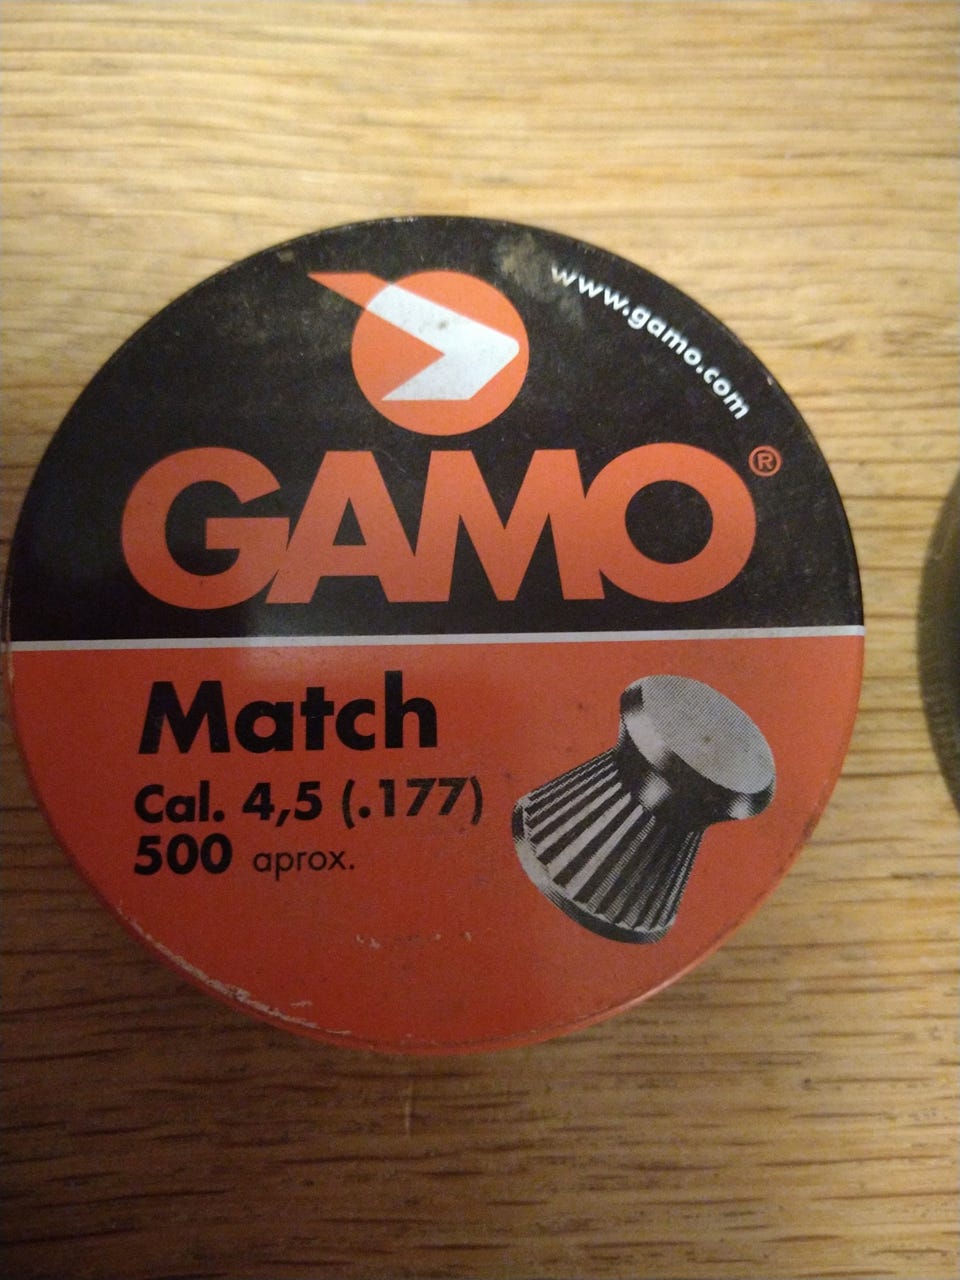 www.gamo.com
GAMO®
Match
Cal. 4,5 (.177)
500 aprox.